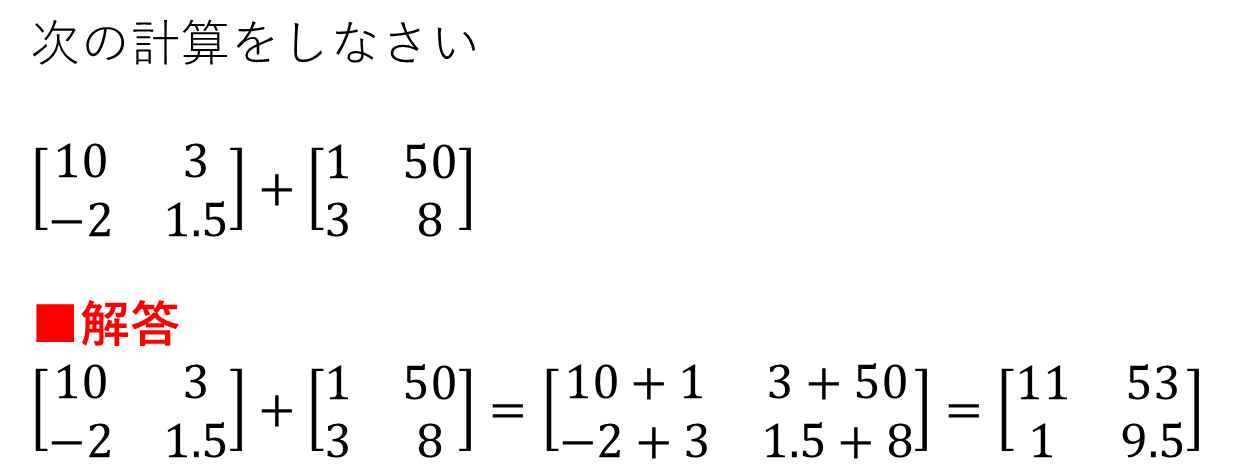 次の計算をしなさい
[10 3
−2 1.5] + [1 50
3 8]
■解答
[10 3
−2 1.5] + [1 50
3 8] = [10 + 1 3 + 50
−2 + 3 1.5 + 8] = [11 53
1 9.5]